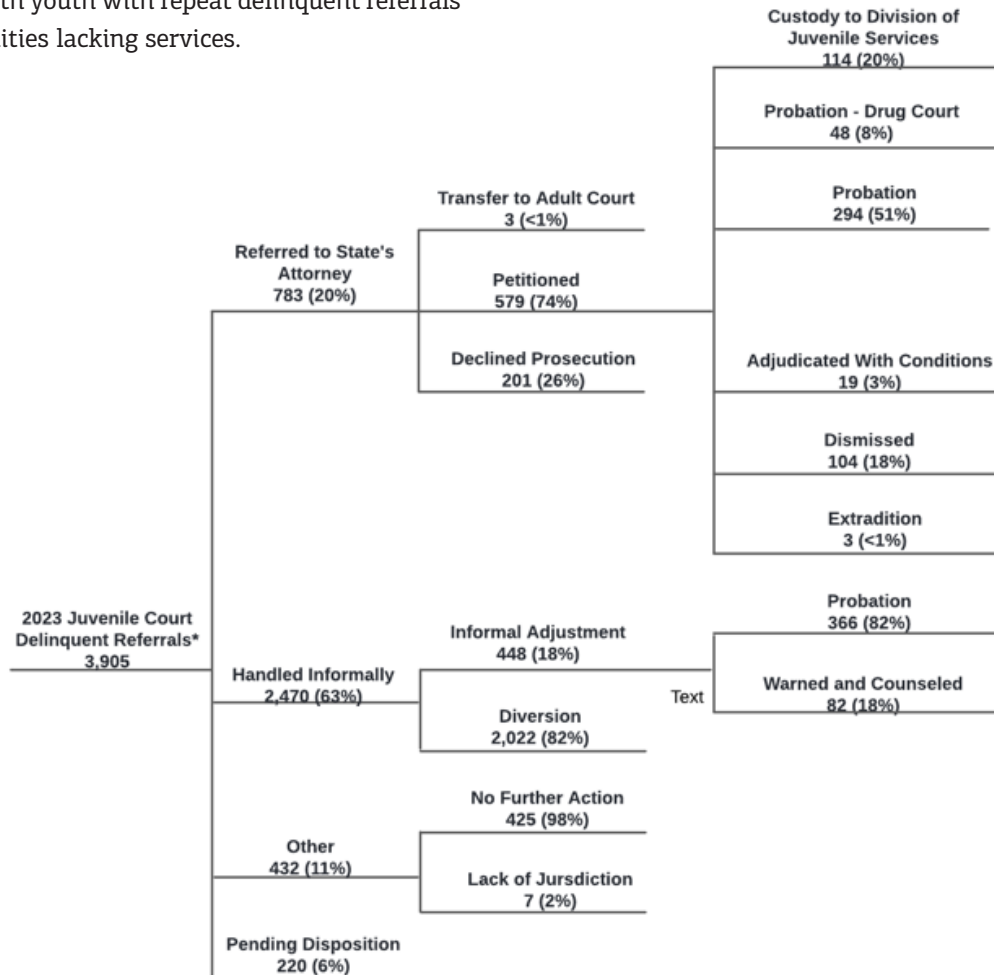 th youth with repeat delinquent referrals
ities lacking services.
Custody to Division of
Juvenile Services
114 (20%)
Probation - Drug Court
48 (8%)
Probation
294 (51%)
Transfer to Adult Court
3 (<1%)
Referred to State's
Attorney
783 (20%)
Petitioned
579 (74%)
Declined Prosecution
201 (26%)
Adjudicated With Conditions
19 (3%)
Dismissed
104 (18%)
Extradition
3 (<1%)
2023 Juvenile Court
Delinquent Referrals*
3,905
Handled Informally
2,470 (63%)
Informal Adjustment
448 (18%)
Text
Probation
366 (82%)
Warned and Counseled
82 (18%)
Diversion
2,022 (82%)
Other
432 (11%)
No Further Action
425 (98%)
Lack of Jursdiction
7 (2%)
Pending Disposition
220 (6%)